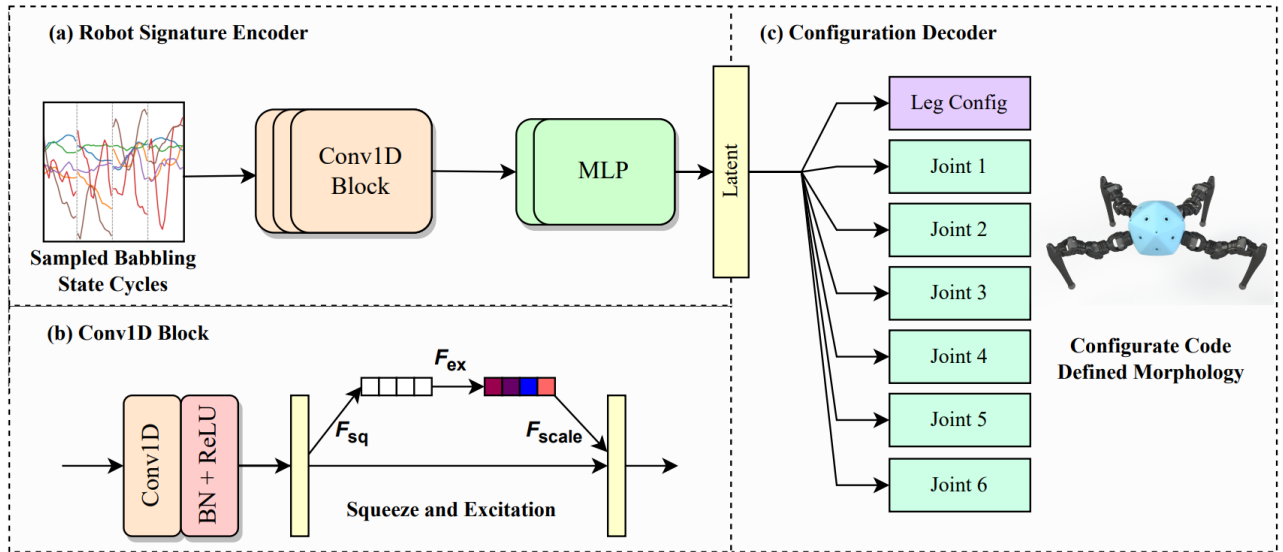 (a) Robot Signature Encoder
Sampled Babbling
State Cycles
Conv1D
Block
MLP
Latent
(b) Conv1D Block
Conv1D
BN + ReLU
Fsq
Fex
Fscale
Squeeze and Excitation
(c) Configuration Decoder
Leg Config
Joint 1
Joint 2
Joint 3
Joint 4
Joint 5
Joint 6
Configurate Code
Defined Morphology